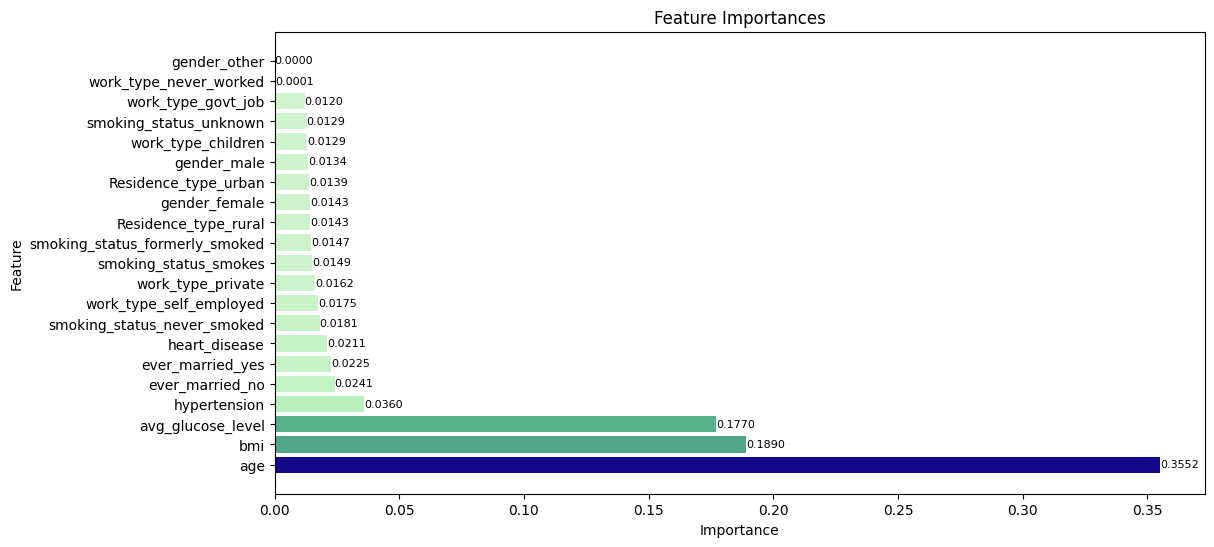 Feature Importances
gender_other 0.0000
work_type_never_worked 0.0001
work_type_govt_job 0.0120
smoking_status_unknown 0.0129
work_type_children 0.0129
gender_male 0.0134
Residence_type_urban 0.0139
gender_female 0.0143
Residence_type_rural 0.0143
smoking_status_formerly_smoked 0.0147
smoking_status_smokes 0.0149
work_type_private 0.0162
work_type_self_employed 0.0175
smoking_status_never_smoked 0.0181
heart_disease 0.0211
ever_married_yes 0.0225
ever_married_no 0.0241
hypertension 0.0360
avg_glucose_level 0.1770
bmi 0.1890
age 0.3552
Feature
0.00 0.05 0.10 0.15 0.20 0.25 0.30 0.35
Importance